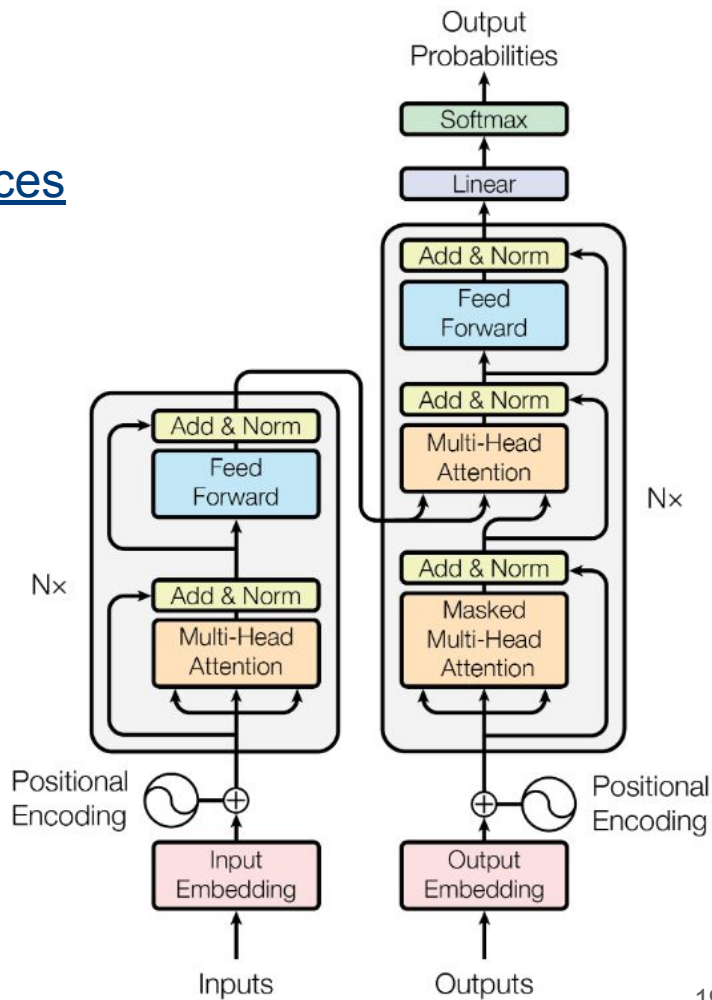 Output
Probabilities
Softmax
Linear
Add & Norm
Feed
Forward
Add & Norm
Multi-Head
Attention
Nx
Add & Norm
Masked
Multi-Head
Attention
Positional
Encoding
Output
Embedding
Outputs
Add & Norm
Feed
Forward
Nx
Add & Norm
Multi-Head
Attention
Positional
Encoding
Input
Embedding
Inputs